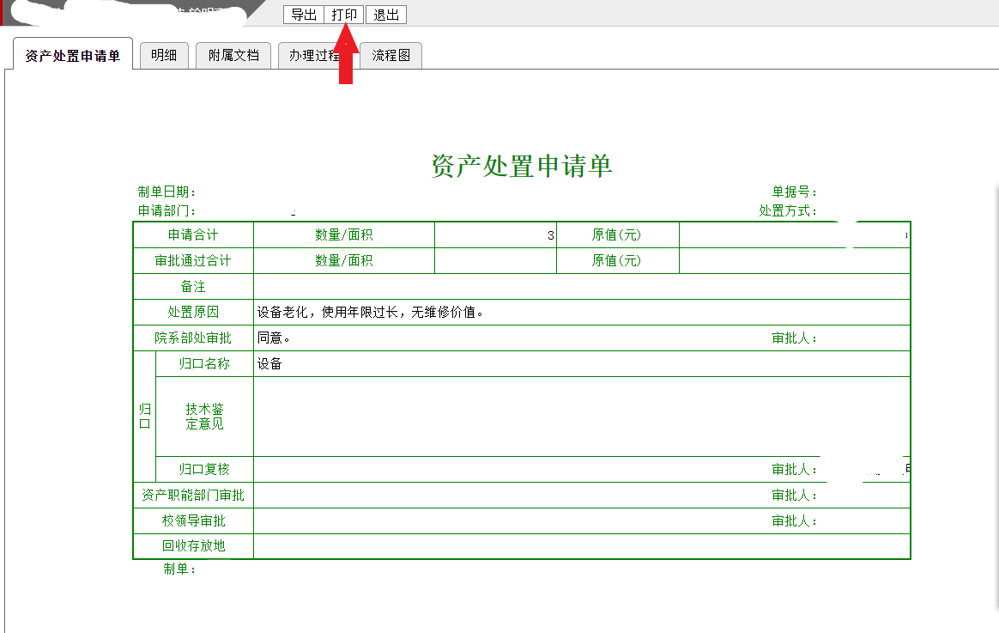 导出 打印 退出
资产处置申请单 明细 附属文档 办理过程 流程图
资产处置申请单
制单日期： 单据号：
申请部门： 处置方式：
申请合计 数量/面积 3 原值(元)
审批通过合计 数量/面积 原值(元)
备注
处置原因 设备老化，使用年限过长，无维修价值。
院系部处审批 同意。 审批人：
归口 归口名称 设备
技术鉴
定意见
归口复核 审批人：
资产职能部门审批 审批人：
校领导审批 审批人：
回收存放地
制单：